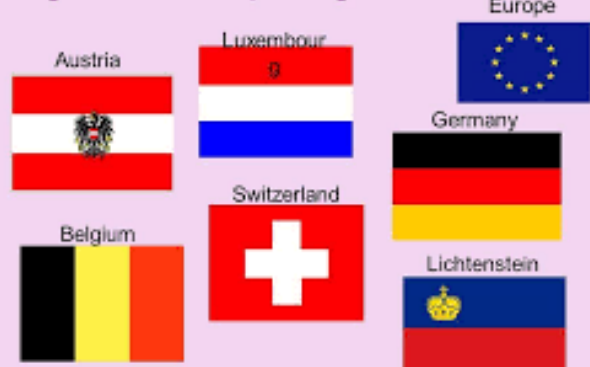 Europe
Luxembour
g
Austria
Germany
Switzerland
Belgium
Lichtenstein